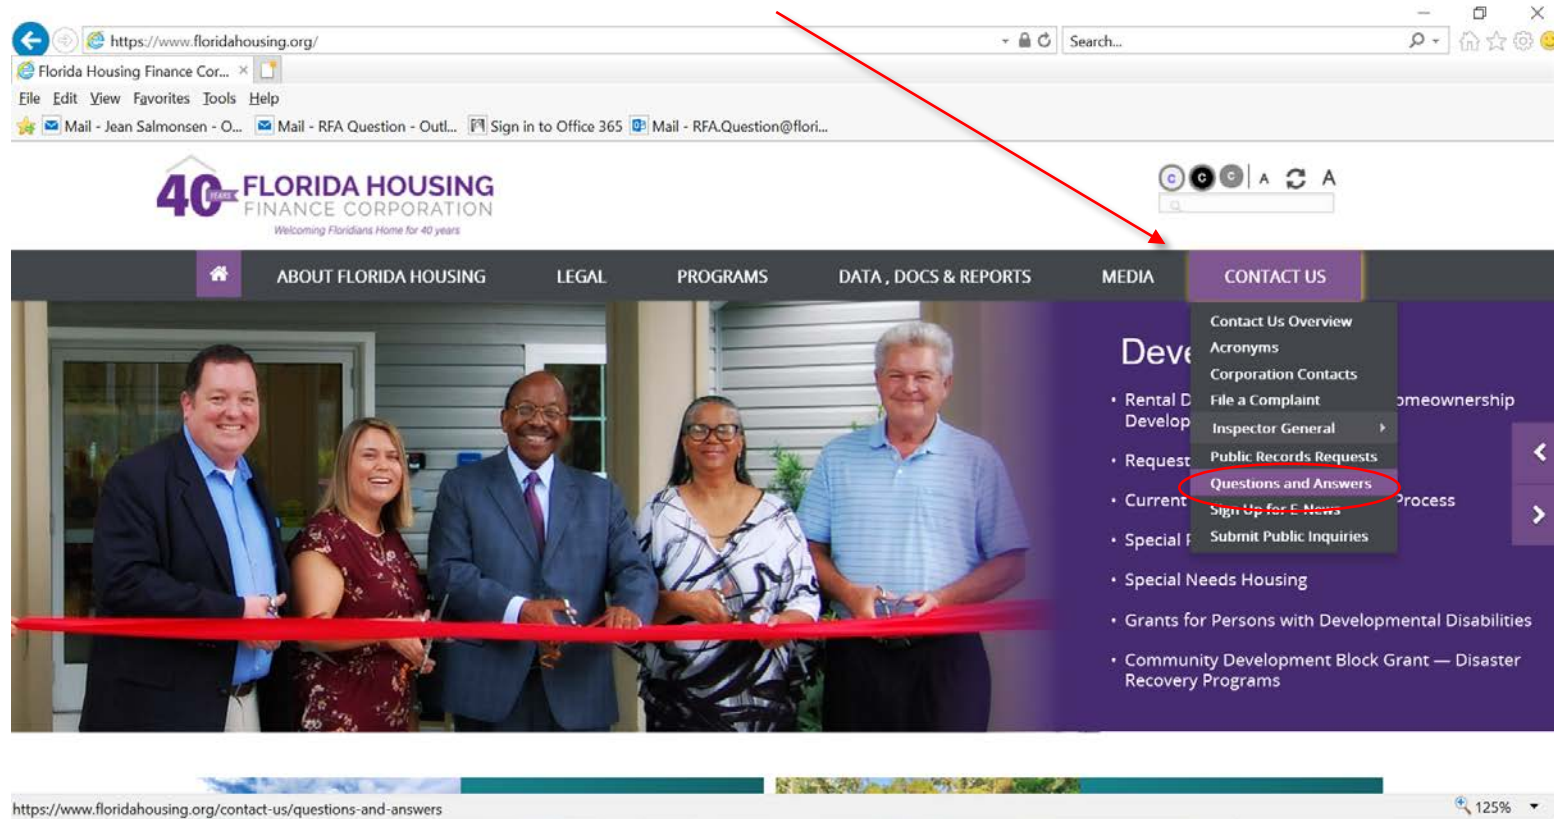 https://www.floridahousing.org/
Search...
Florida Housing Finance Cor...
File Edit View Favorites Tools Help
Mail - Jean Salmonsen - O... Mail - RFA Question - Outl... Sign in to Office 365 Mail - RFA.Question@flori...
40 YEARS FLORIDA HOUSING
FINANCE CORPORATION
Welcoming Floridians Home for 40 years
C C C A A
ABOUT FLORIDA HOUSING LEGAL PROGRAMS DATA , DOCS & REPORTS MEDIA CONTACT US
Contact Us Overview
Acronyms
Corporation Contacts
File a Complaint
Inspector General
Public Records Requests
Questions and Answers
Sign Up for E-News
Submit Public Inquiries
Deve
• Rental D omeownership
Develop
• Request
• Current Process
• Special
• Special Needs Housing
• Grants for Persons with Developmental Disabilities
• Community Development Block Grant — Disaster
Recovery Programs
https://www.floridahousing.org/contact-us/questions-and-answers
125%